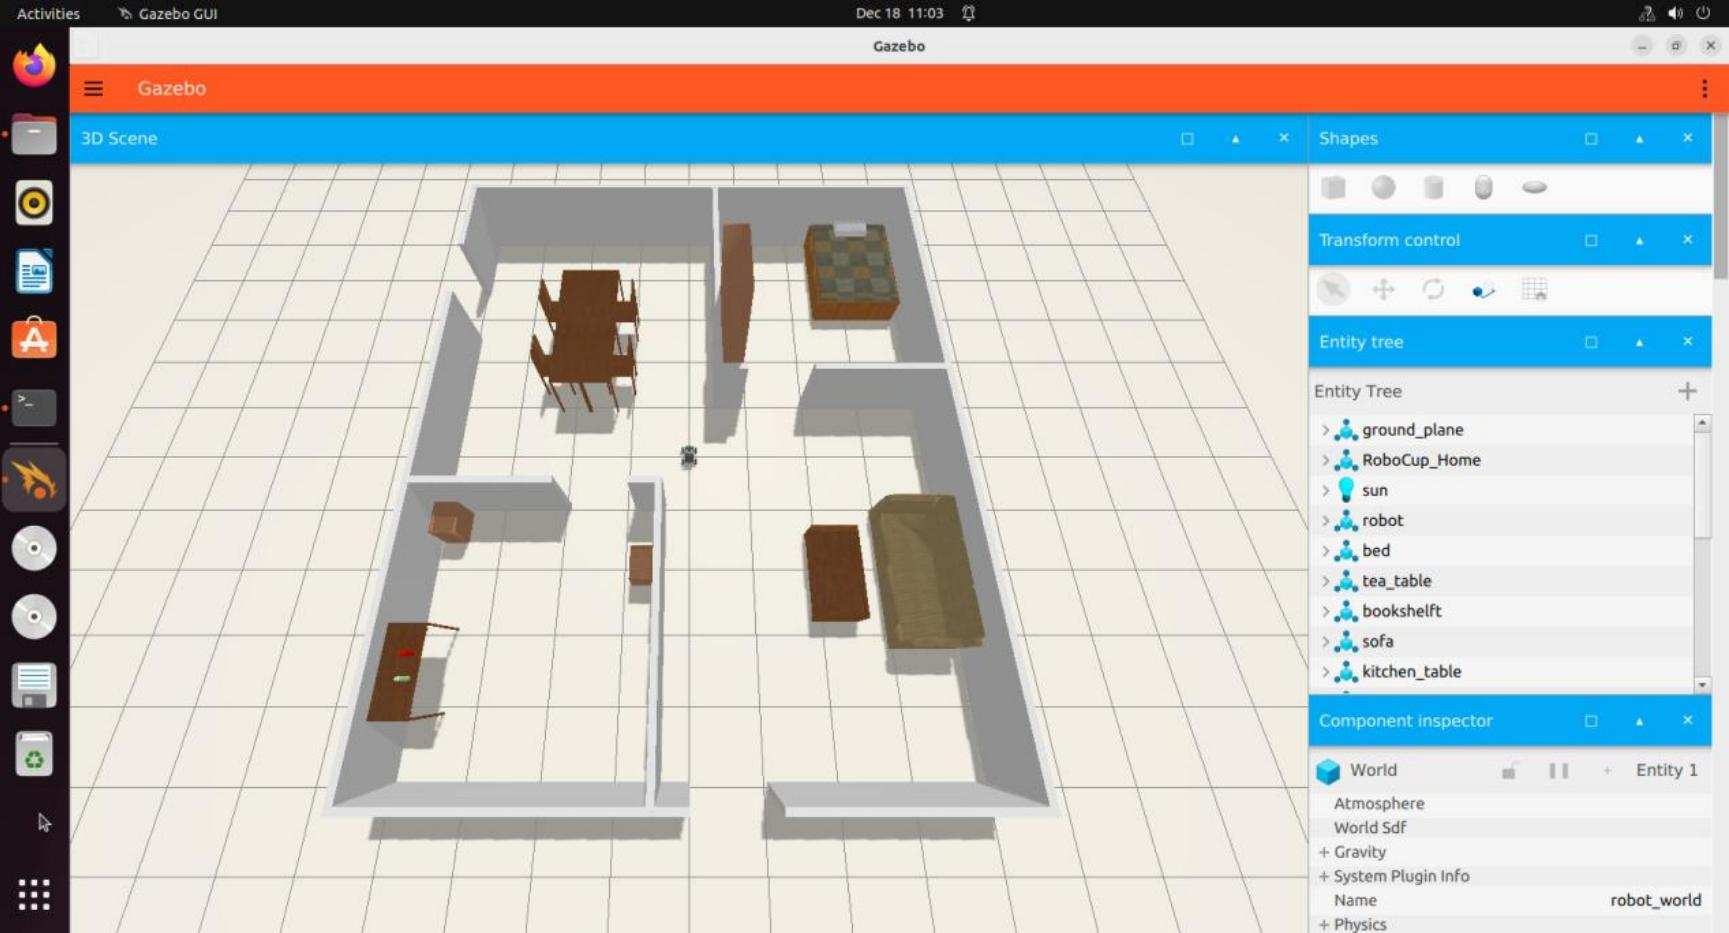 Activities Gazebo GUI Dec 18 11:03
Gazebo
Gazebo
3D Scene
Shapes
Transform control
Entity tree
Entity Tree
ground_plane
RoboCup_Home
sun
robot
bed
tea_table
bookshelft
sofa
kitchen_table
Component inspector
World Entity 1
Atmosphere
World Sdf
+ Gravity
+ System Plugin Info
Name robot_world
+ Physics